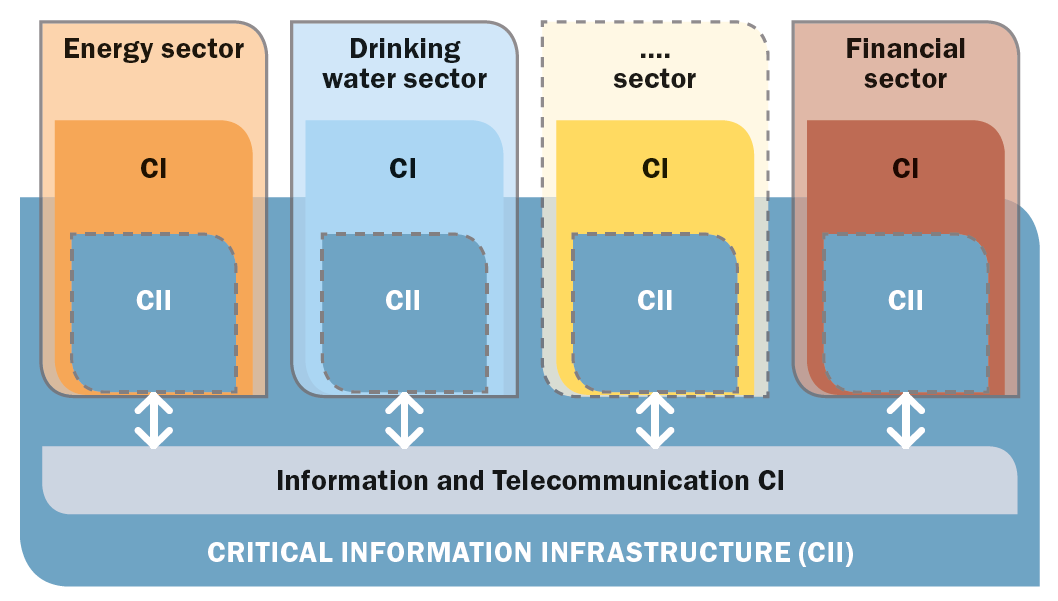 Energy sector
Drinking
water sector
....
sector
Financial
sector
CI
CI
CI
CI
CII
CII
CII
CII
Information and Telecommunication CI
CRITICAL INFORMATION INFRASTRUCTURE (CII)